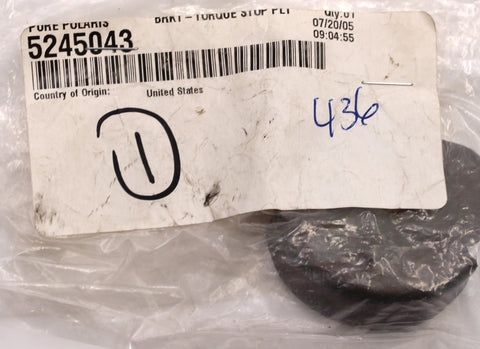 PURE POLARIS BRKT-TORQUE STOP PLT Qty:01
5245043 07/20/05
09:04:55
Country of Origin: United States
436
1